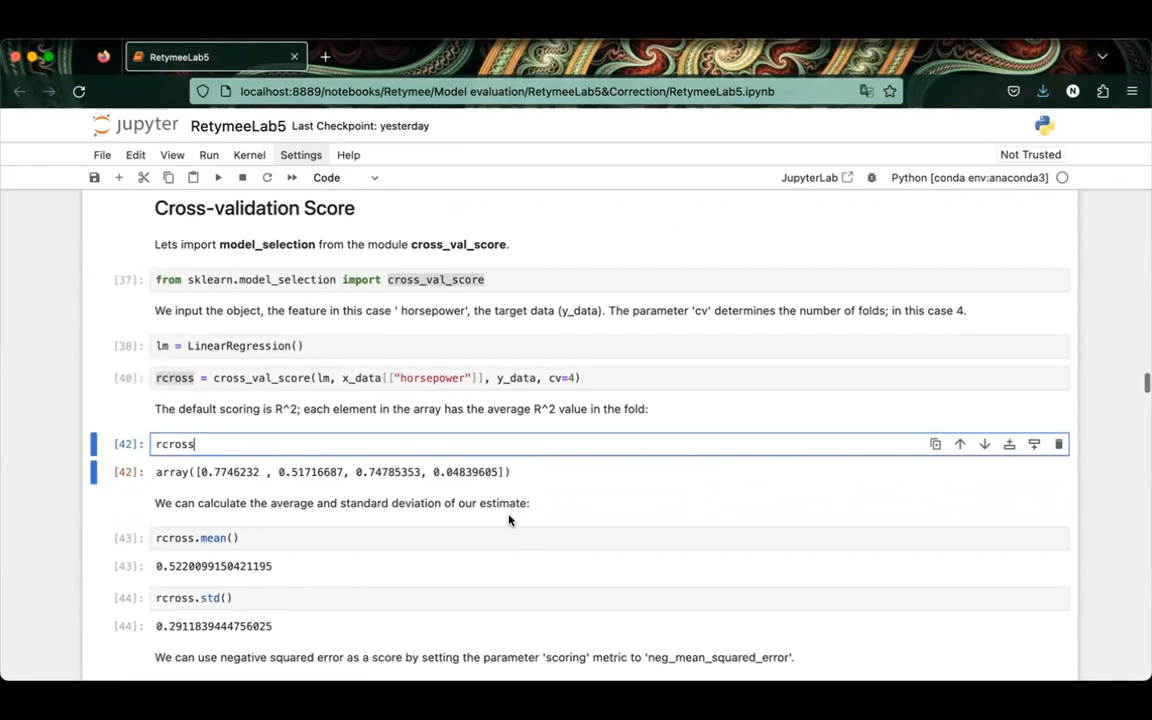 RetymeeLab5
localhost:8889/notebooks/Retymee/Model evaluation/RetymeeLab5&Correction/RetymeeLab5.ipynb
N
jupyter RetymeeLab5 Last Checkpoint: yesterday
File Edit View Run Kernel Settings Help Not Trusted
Code JupyterLab Python [conda env:anaconda3]
Cross-validation Score
Lets import model_selection from the module cross_val_score.
[37]: from sklearn.model_selection import cross_val_score
We input the object, the feature in this case ' horsepower', the target data (y_data). The parameter 'cv' determines the number of folds; in this case 4.
[38]: lm = LinearRegression()
[40]: rcross = cross_val_score(lm, x_data[["horsepower"]], y_data, cv=4)
The default scoring is R^2; each element in the array has the average R^2 value in the fold:
[42]: rcross
[42]: array([0.7746232 , 0.51716687, 0.74785353, 0.04839605])
We can calculate the average and standard deviation of our estimate:
[43]: rcross.mean()
[43]: 0.5220099150421195
[44]: rcross.std()
[44]: 0.2911839444756025
We can use negative squared error as a score by setting the parameter 'scoring' metric to 'neg_mean_squared_error'.